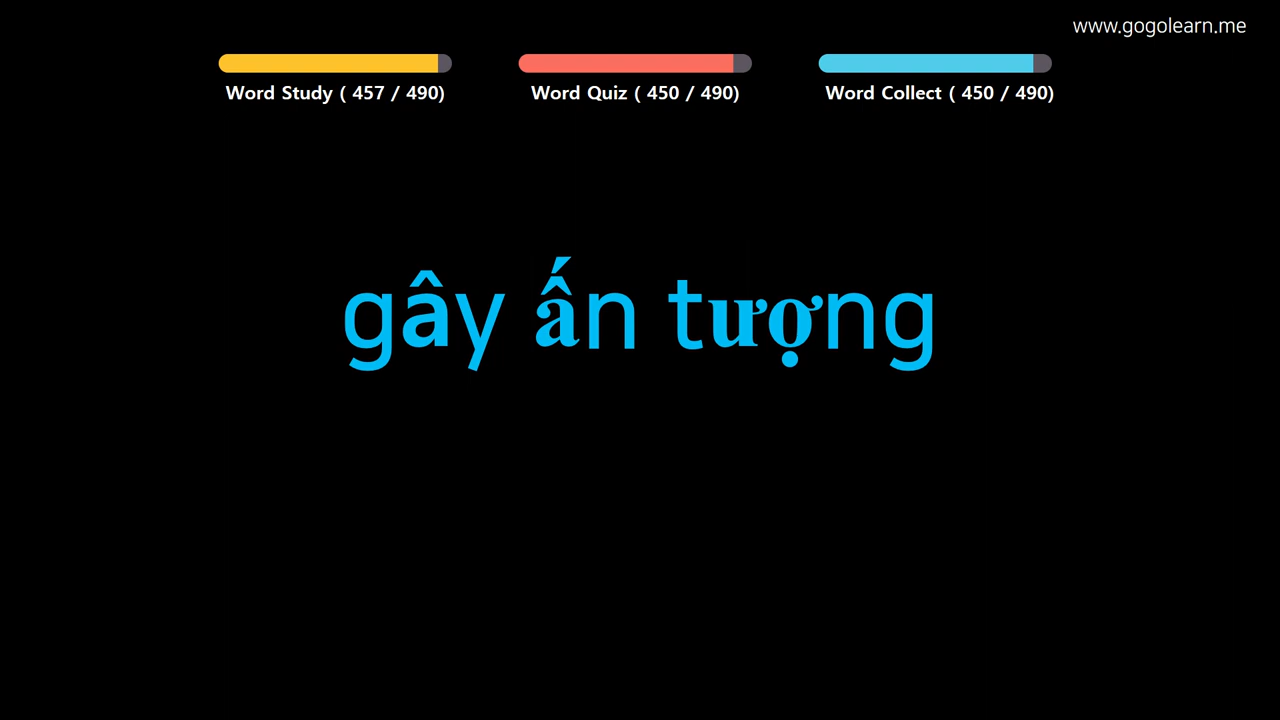 www.gogolearn.me
Word Study ( 457 / 490)
Word Quiz ( 450 / 490)
Word Collect ( 450 / 490)
gây ấn tượng